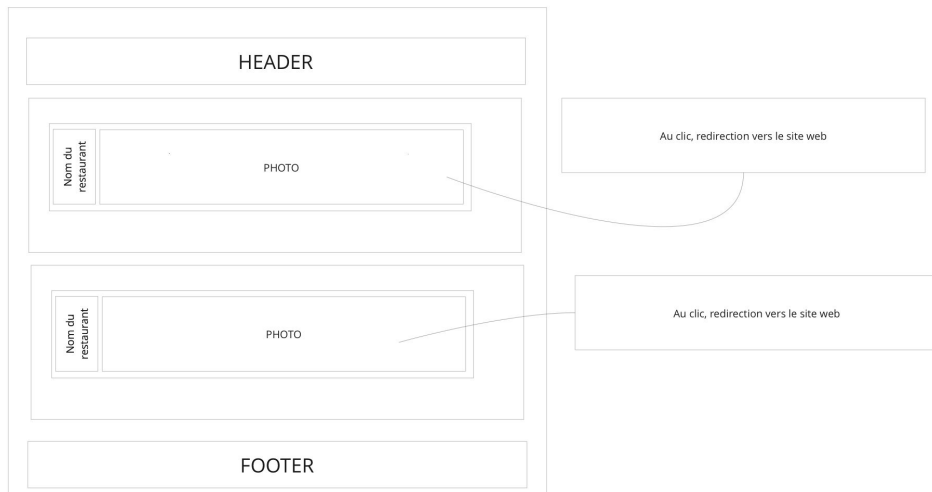 HEADER
Nom du
restaurant
PHOTO
Au clic, redirection vers le site web
Nom du
restaurant
PHOTO
Au clic, redirection vers le site web
FOOTER